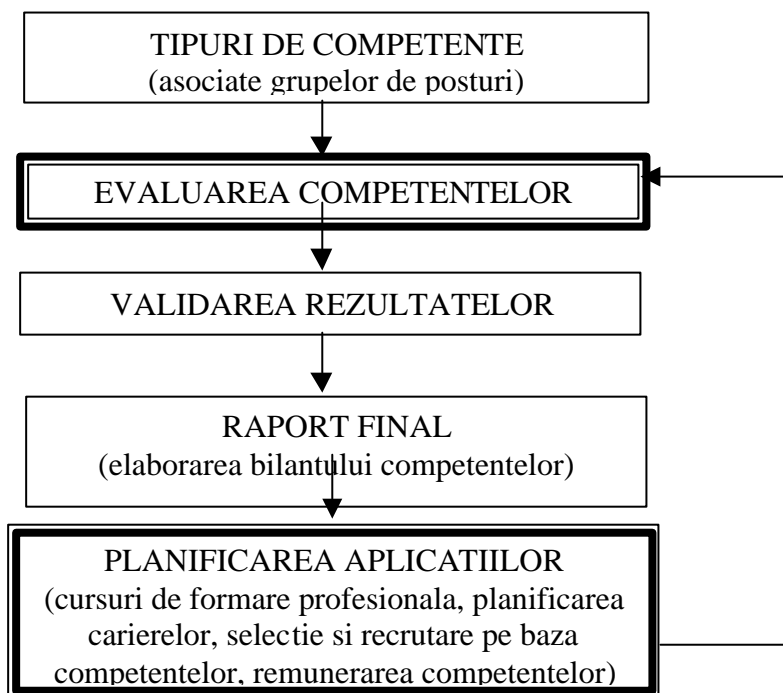 TIPURI DE COMPETENTE
(asociate grupelor de posturi)
EVALUAREA COMPETENTELOR
VALIDAREA REZULTATELOR
RAPORT FINAL
(elaborarea bilantului competentelor)
PLANIFICAREA APLICATIILOR
(cursuri de formare profesionala, planificarea
carierelor, selectie si recrutare pe baza
competentelor, remunerarea competentelor)